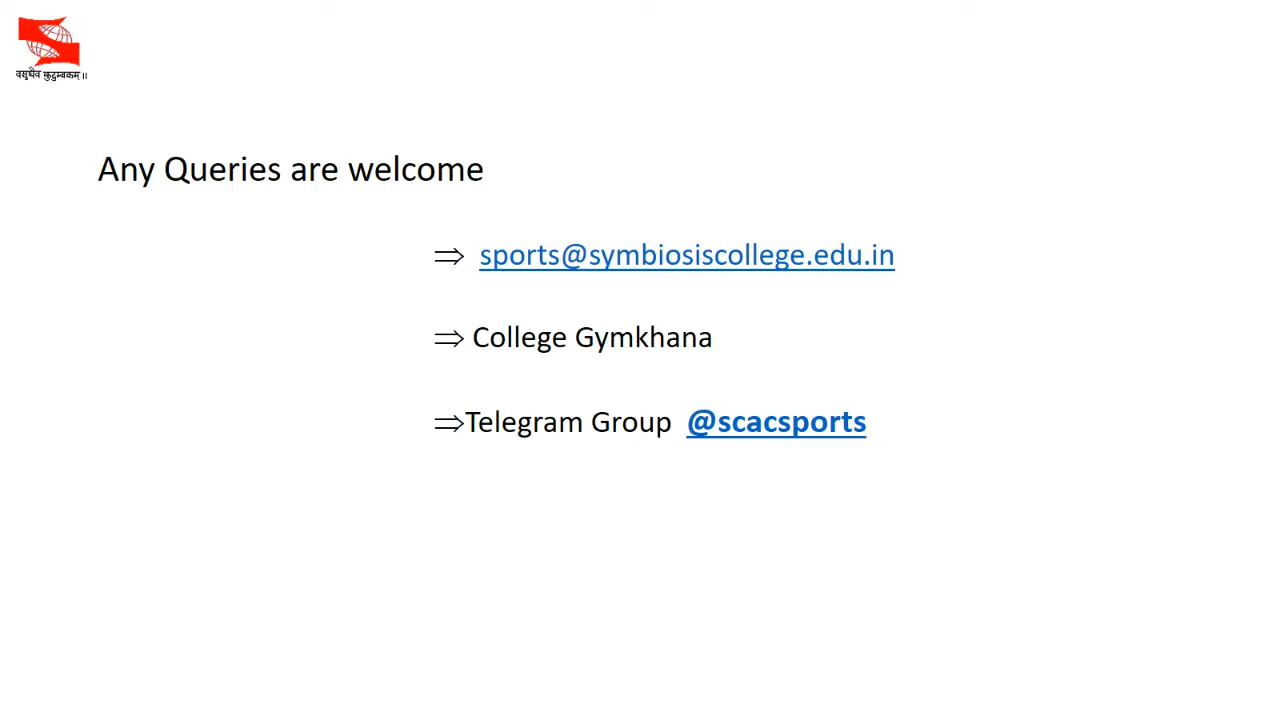 वसुधैव कुटुम्बकम् ॥
Any Queries are welcome
⇒ sports@symbiosiscollege.edu.in
⇒ College Gymkhana
⇒Telegram Group @scacsports